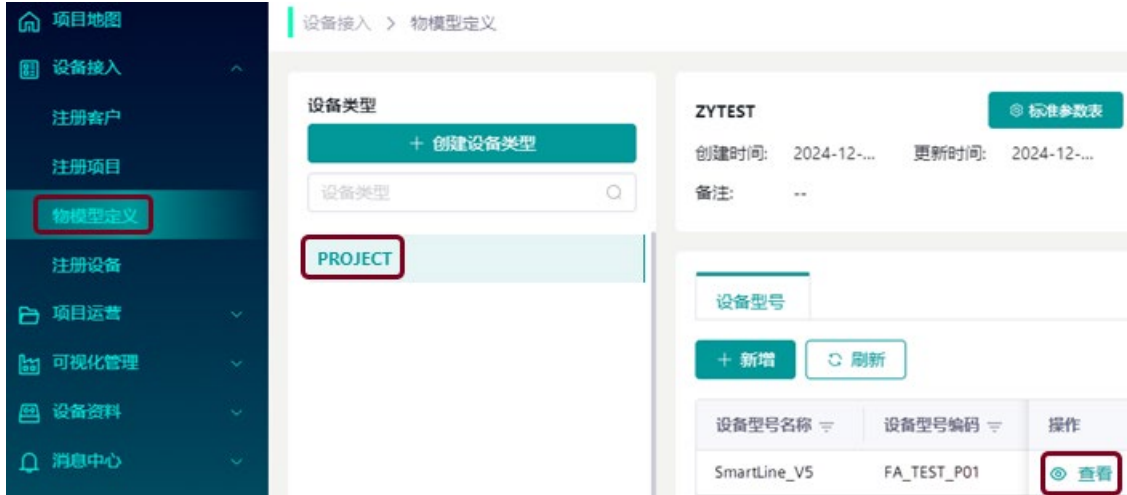 项目地图
设备接入
注册客户
注册项目
物模型定义
注册设备
项目运营
可视化管理
设备资料
消息中心
设备接入 > 物模型定义
设备类型
+ 创建设备类型
设备类型
PROJECT
ZYTEST
标准参数表
创建时间: 2024-12-... 更新时间: 2024-12-...
备注: --
设备型号
+ 新增 刷新
设备型号名称 设备型号编码 操作
SmartLine_V5 FA_TEST_P01 查看